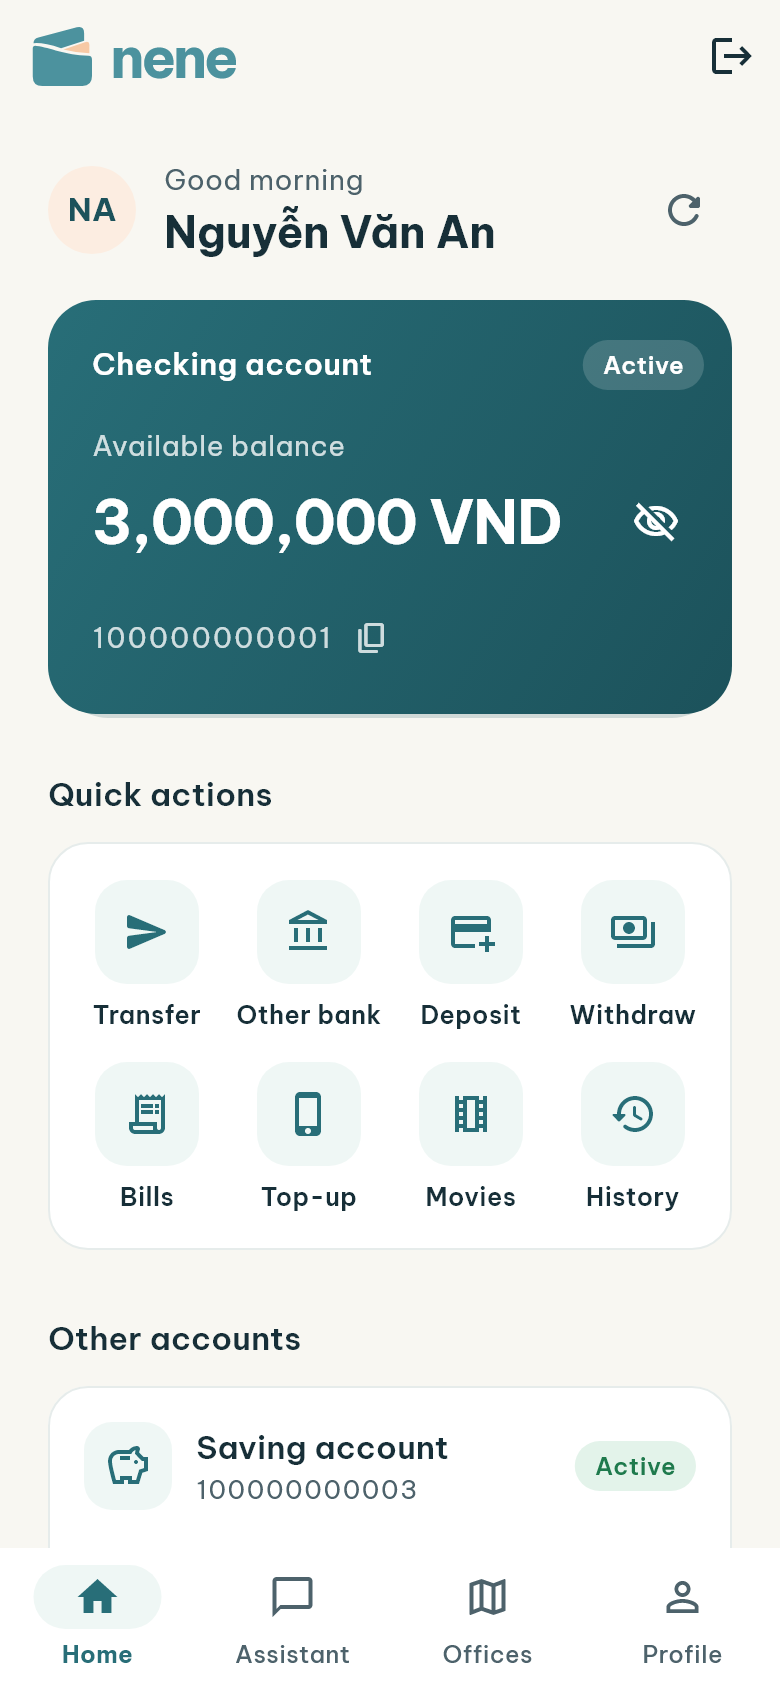 nene
NA
Good morning
Nguyễn Văn An
Checking account
Active
Available balance
3,000,000 VND
100000000001
Quick actions
Transfer
Other bank
Deposit
Withdraw
Bills
Top-up
Movies
History
Other accounts
Saving account
100000000003
Active
Home
Assistant
Offices
Profile